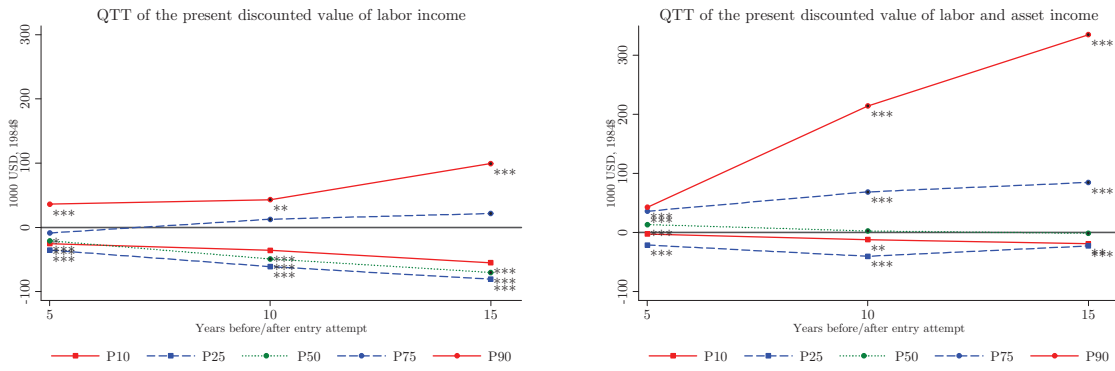 QTT of the present discounted value of labor income
1000 USD, 1984$
300
200
100
0
-100
***
**
***
*
***
***
***
***
***
***
***
***
5
10
15
Years before/after entry attempt
P10
P25
P50
P75
P90
QTT of the present discounted value of labor and asset income
1000 USD, 1984$
300
200
100
0
-100
***
***
***
***
***
***
***
***
**
***
**
***
5
10
15
Years before/after entry attempt
P10
P25
P50
P75
P90